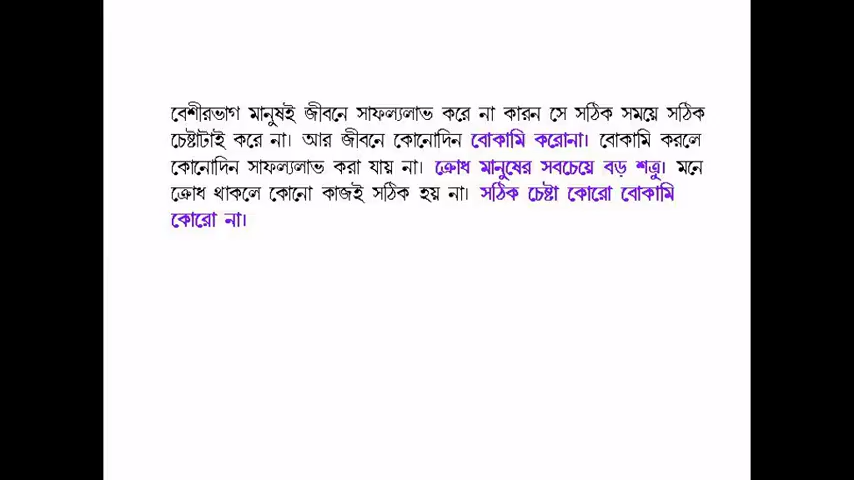 বেশীরভাগ মানুষই জীবনে সাফল্যলাভ করে না কারন সে সঠিক সময়ে সঠিক
চেষ্টাটাই করে না। আর জীবনে কোনোদিন বোকামি করোনা। বোকামি করলে
কোনোদিন সাফল্যলাভ করা যায় না। ক্রোধ মানুষের সবচেয়ে বড় শত্রু। মনে
ক্রোধ থাকলে কোনো কাজই সঠিক হয় না। সঠিক চেষ্টা কোরো বোকামি
কোরো না।